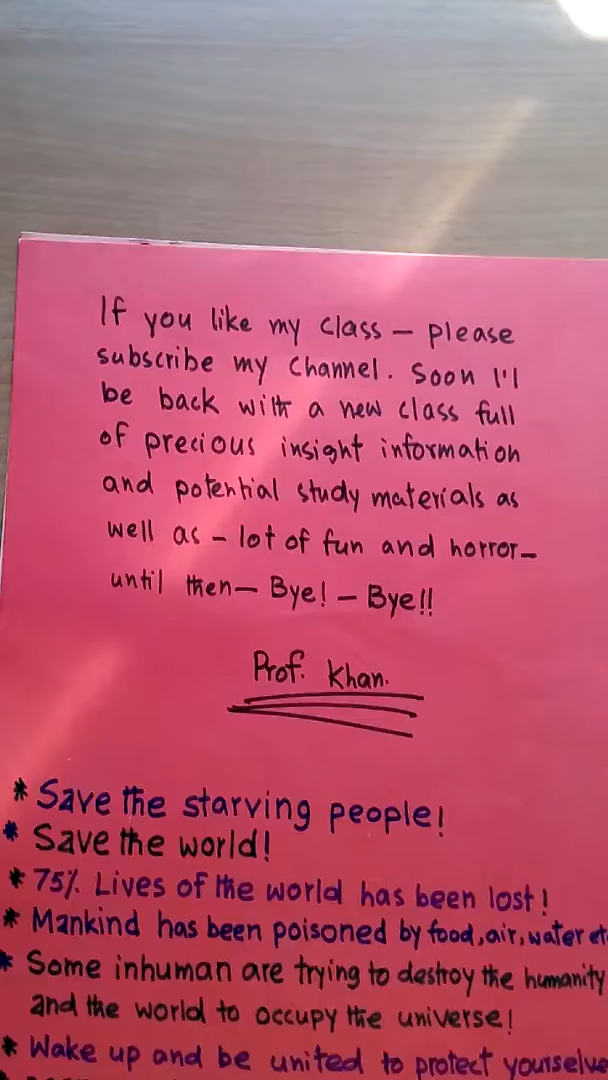 If you like my class — please
subscribe my Channel. Soon I'll
be back with a new class full
of precious insight information
and potential study materials as
well as – lot of fun and horror–
until then— Bye! — Bye!!
Prof. Khan.
* Save the starving people!
* Save the world!
* 75% Lives of the world has been lost!
* Mankind has been poisoned by food, air, water et
* Some inhuman are trying to destroy the humanity
and the world to occupy the universe!
* Wake up and be united to protect yourselve